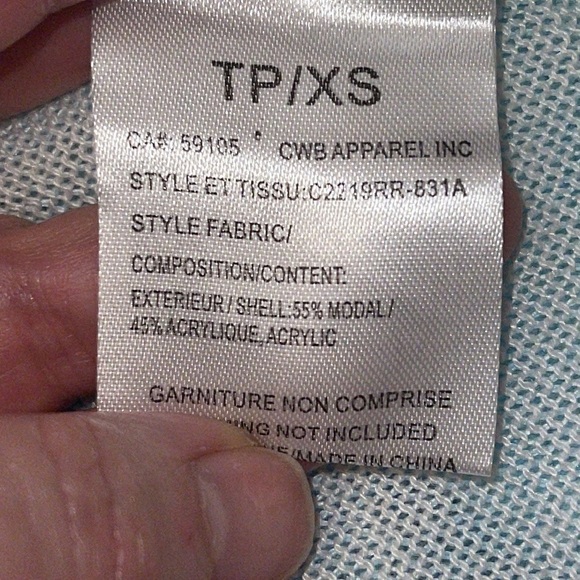 TP/XS
CA#: 59105 CWB APPAREL INC
STYLE ET TISSU:C2219RR-831A
STYLE FABRIC/
COMPOSITION/CONTENT:
EXTERIEUR/SHELL:55% MODAL/
45% ACRYLIQUE, ACRYLIC
GARNITURE NON COMPRISE
NOT INCLUDED
/MADE IN CHINA